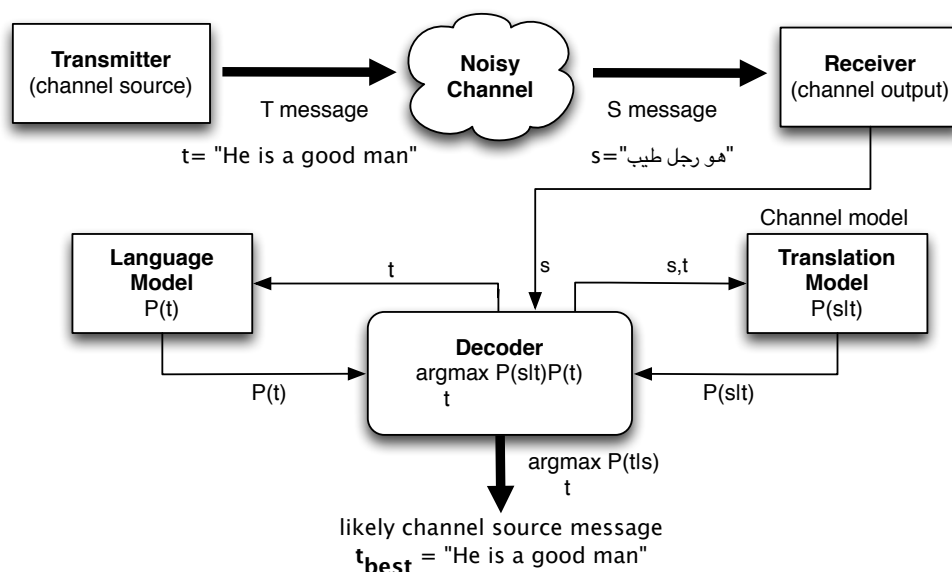 Transmitter
(channel source)
T message
t= "He is a good man"
Noisy
Channel
S message
s="هو رجل طيب"
Receiver
(channel output)
Channel model
Language
Model
P(t)
t
s
s,t
Translation
Model
P(s|t)
P(t)
Decoder
argmax P(s|t)P(t)
t
P(s|t)
argmax P(t|s)
t
likely channel source message
t_best = "He is a good man"